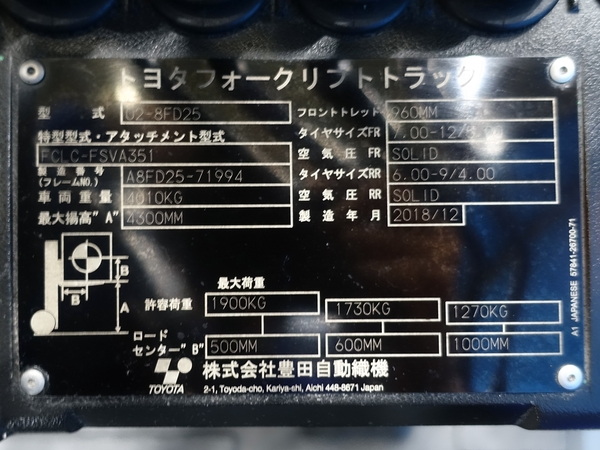 トヨタフォークリフトトラック
型式 02-8FD25 フロントトレッド 960MM
特型型式・アタッチメント型式 タイヤサイズFR 7.00-12/
FCLC-FSVA351 空気圧FR SOLID
製造番号(フレームNO.) A8FD25-71994 タイヤサイズRR 6.00-9/4.00
車両重量 4010KG 空気圧RR SOLID
最大揚高"A" 4300MM 製造年月 2018/12
B
B
A
最大荷重
許容荷重 1900KG 1730KG 1270KG
ロードセンター"B" 500MM 600MM 1000MM
TOYOTA 株式会社豊田自動織機
2-1, Toyoda-cho, Kariya-shi, Aichi 448-8671 Japan
A1 JAPANESE 57841-26700-71